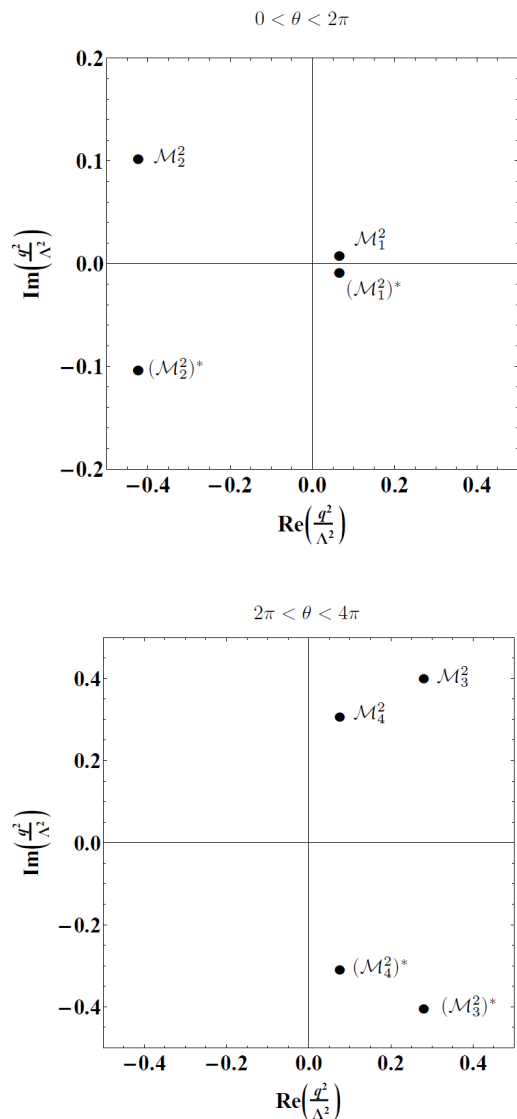 0 < θ < 2π
0.2
0.1
0.0
−0.1
−0.2
Im(q²/Λ²)
ℳ₂²
ℳ₁²
(ℳ₁²)*
(ℳ₂²)*
−0.4 −0.2 0.0 0.2 0.4
Re(q²/Λ²)
2π < θ < 4π
0.4
0.2
0.0
−0.2
−0.4
Im(q²/Λ²)
ℳ₃²
ℳ₄²
(ℳ₄²)*
(ℳ₃²)*
−0.4 −0.2 0.0 0.2 0.4
Re(q²/Λ²)